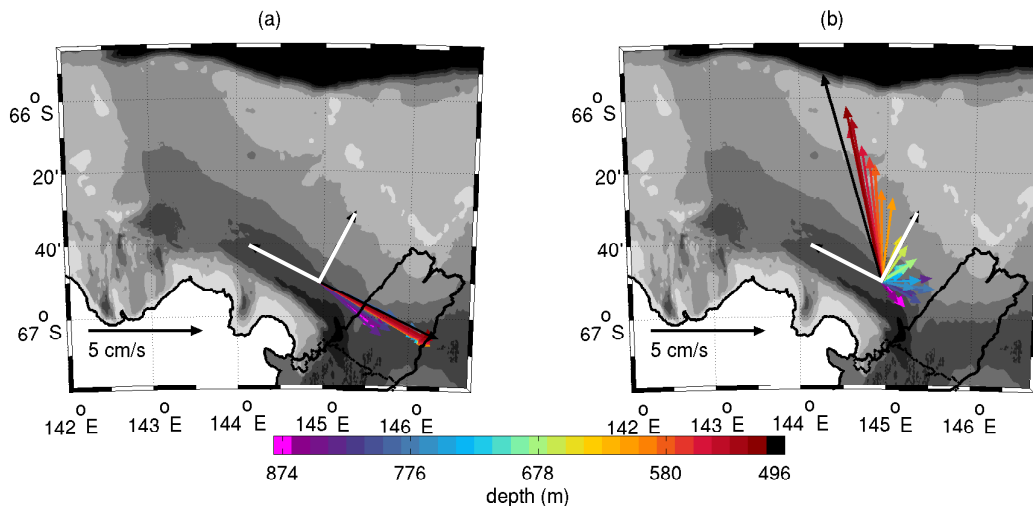 (a)
(b)
66° S
20'
40'
67° S
5 cm/s
142° E
143° E
144° E
145° E
146° E
66° S
20'
40'
67° S
5 cm/s
142° E
143° E
144° E
145° E
146° E
874
776
678
580
496
depth (m)